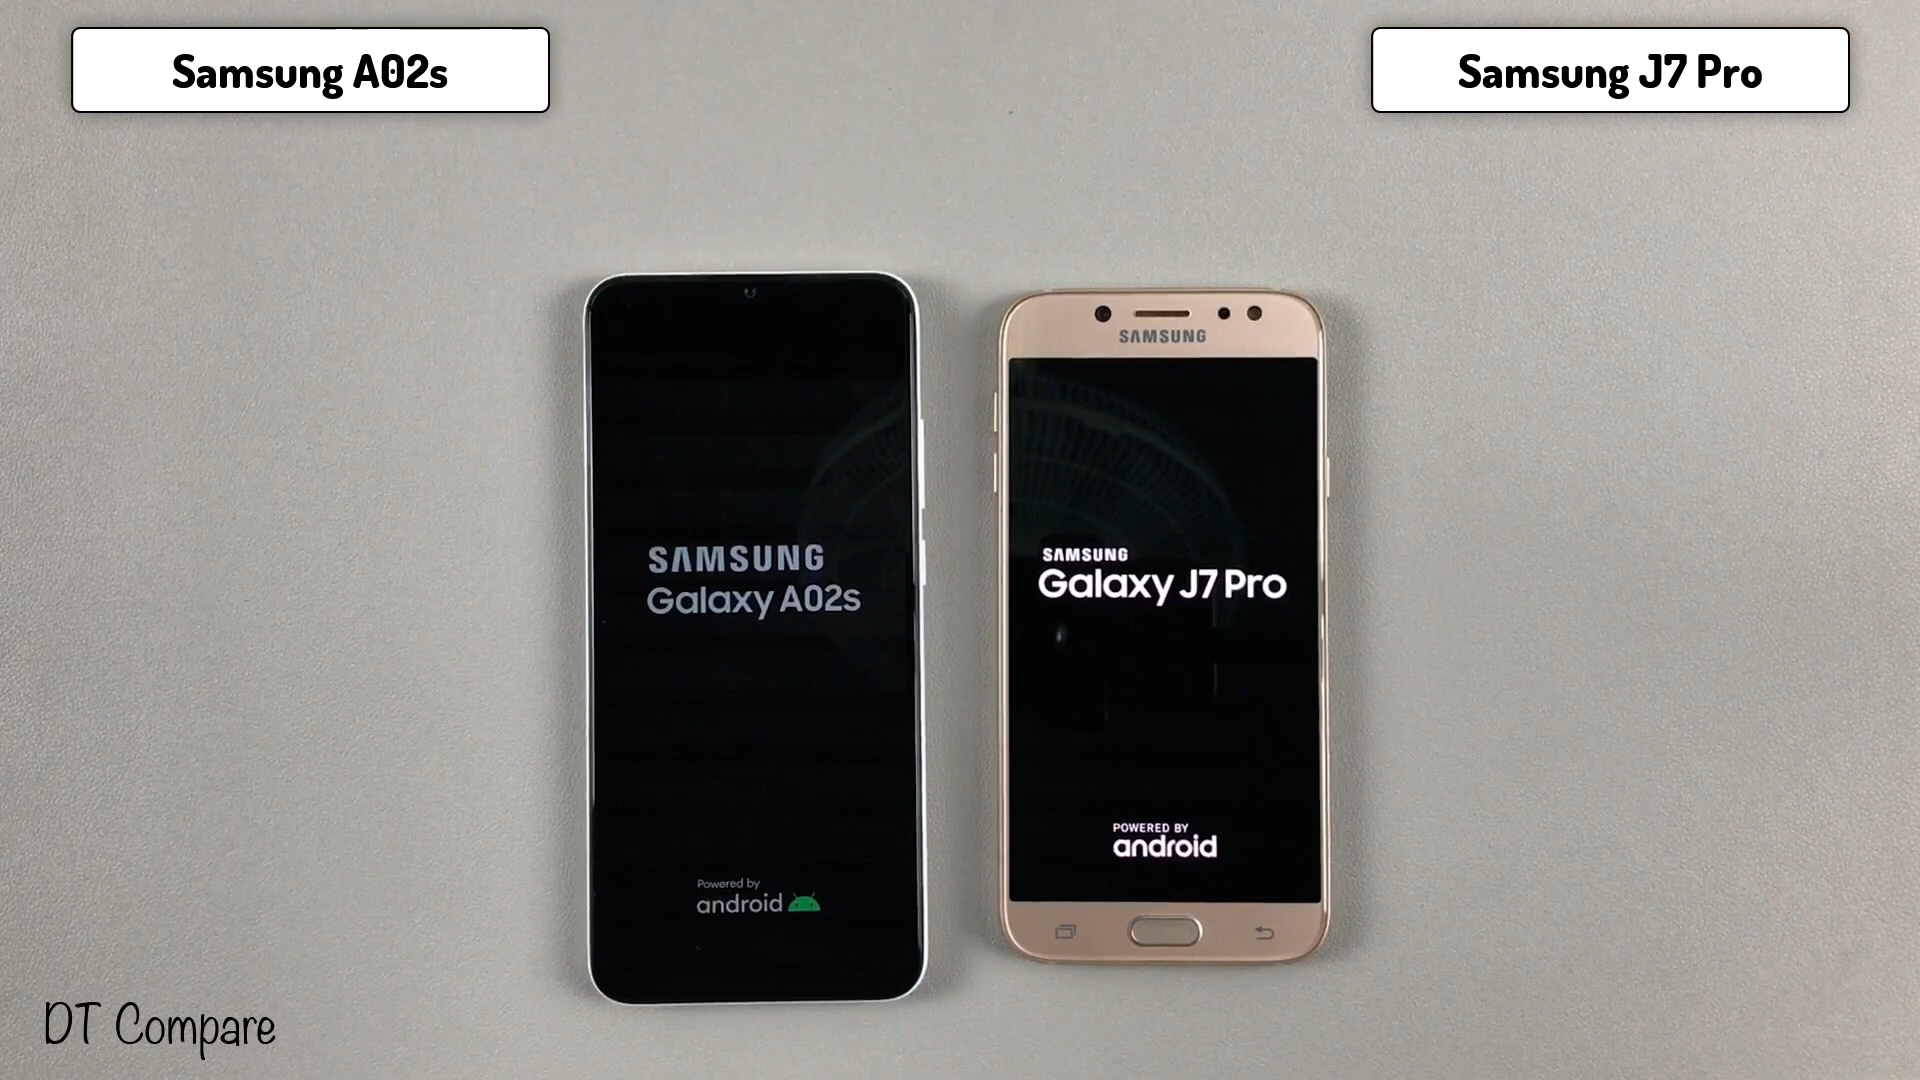 Samsung A02s
Samsung J7 Pro
SAMSUNG
SAMSUNG
Galaxy A02s
SAMSUNG
Galaxy J7 Pro
Powered by
android
POWERED BY
android
DT Compare